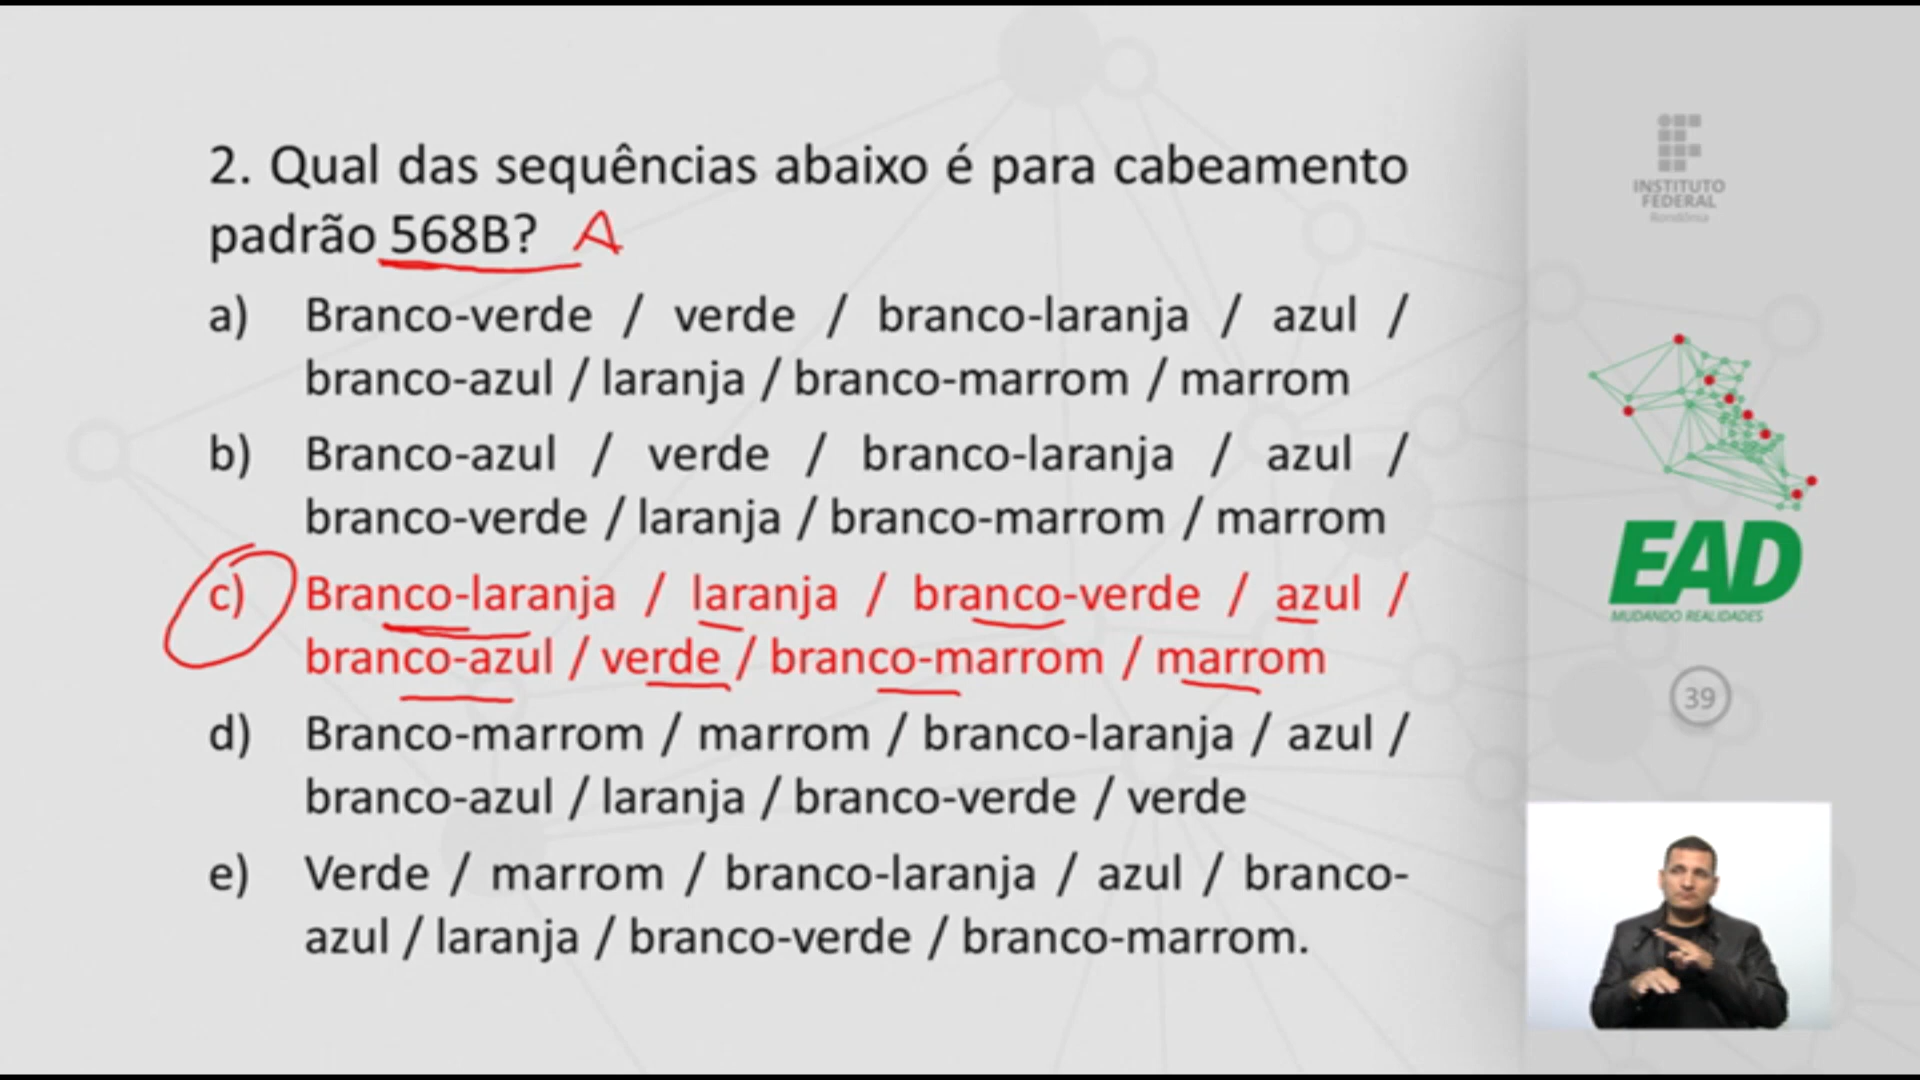 2. Qual das sequências abaixo é para cabeamento
padrão 568B? A
a) Branco-verde / verde / branco-laranja / azul /
branco-azul / laranja / branco-marrom / marrom
b) Branco-azul / verde / branco-laranja / azul /
branco-verde / laranja / branco-marrom / marrom
c) Branco-laranja / laranja / branco-verde / azul /
branco-azul / verde / branco-marrom / marrom
d) Branco-marrom / marrom / branco-laranja / azul /
branco-azul / laranja / branco-verde / verde
e) Verde / marrom / branco-laranja / azul / branco-
azul / laranja / branco-verde / branco-marrom.
INSTITUTO
FEDERAL
Rondônia
EAD
MUDANDO REALIDADES
39